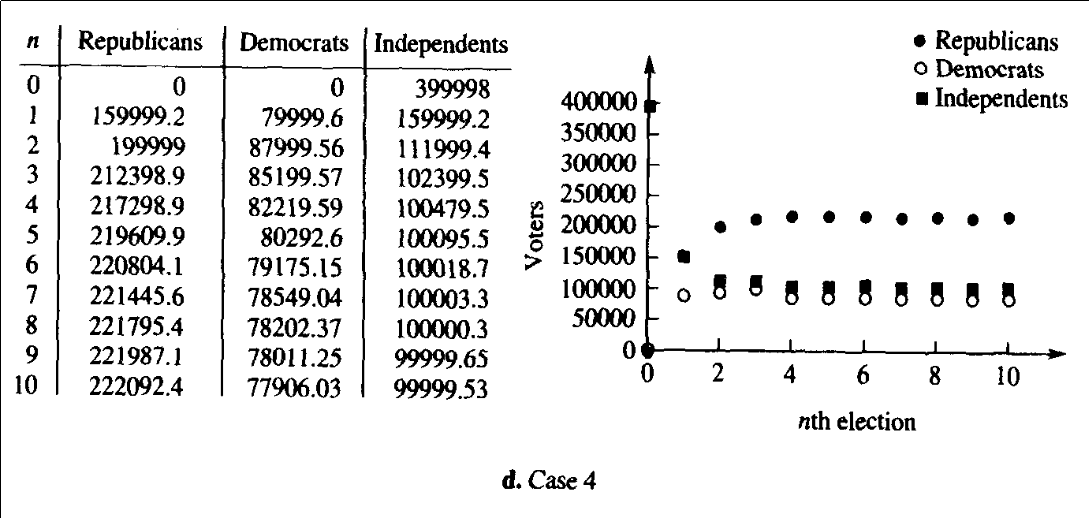 n Republicans Democrats Independents
0 0 0 399998
1 159999.2 79999.6 159999.2
2 199999 87999.56 111999.4
3 212398.9 85199.57 102399.5
4 217298.9 82219.59 100479.5
5 219609.9 80292.6 100095.5
6 220804.1 79175.15 100018.7
7 221445.6 78549.04 100003.3
8 221795.4 78202.37 100000.3
9 221987.1 78011.25 99999.65
10 222092.4 77906.03 99999.53
Republicans
Democrats
Independents
400000
350000
300000
250000
200000
150000
100000
50000
0
Voters
0 2 4 6 8 10
nth election
d. Case 4